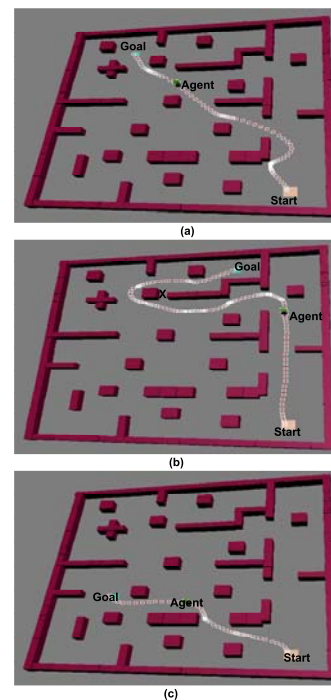 Goal
Agent
Start
(a)
Goal
X
Agent
Start
(b)
Goal
Agent
Start
(c)